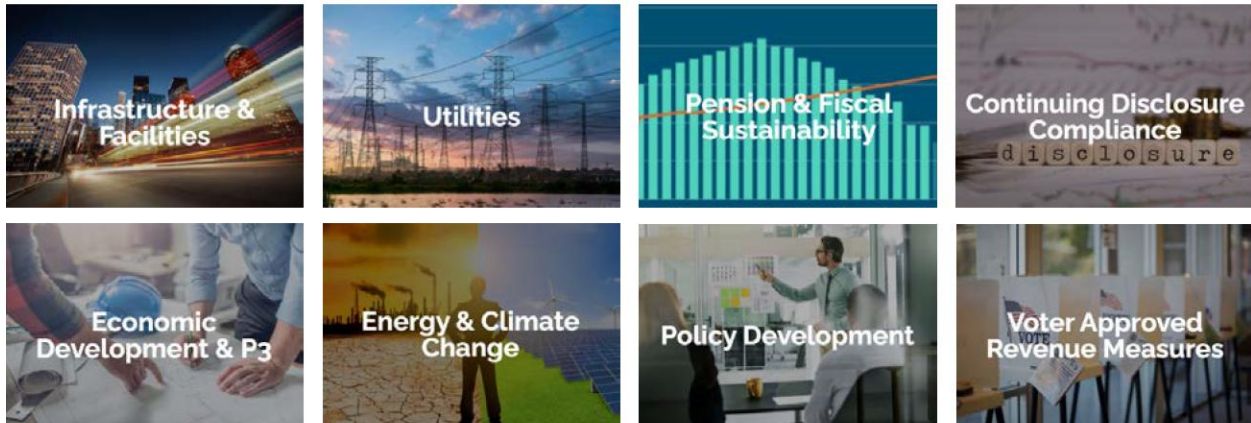 Infrastructure &
Facilities
Utilities
Pension & Fiscal
Sustainability
Continuing Disclosure
Compliance
disclosure
Economic
Development & P3
Energy & Climate
Change
Policy Development
Voter Approved
Revenue Measures
VOTE